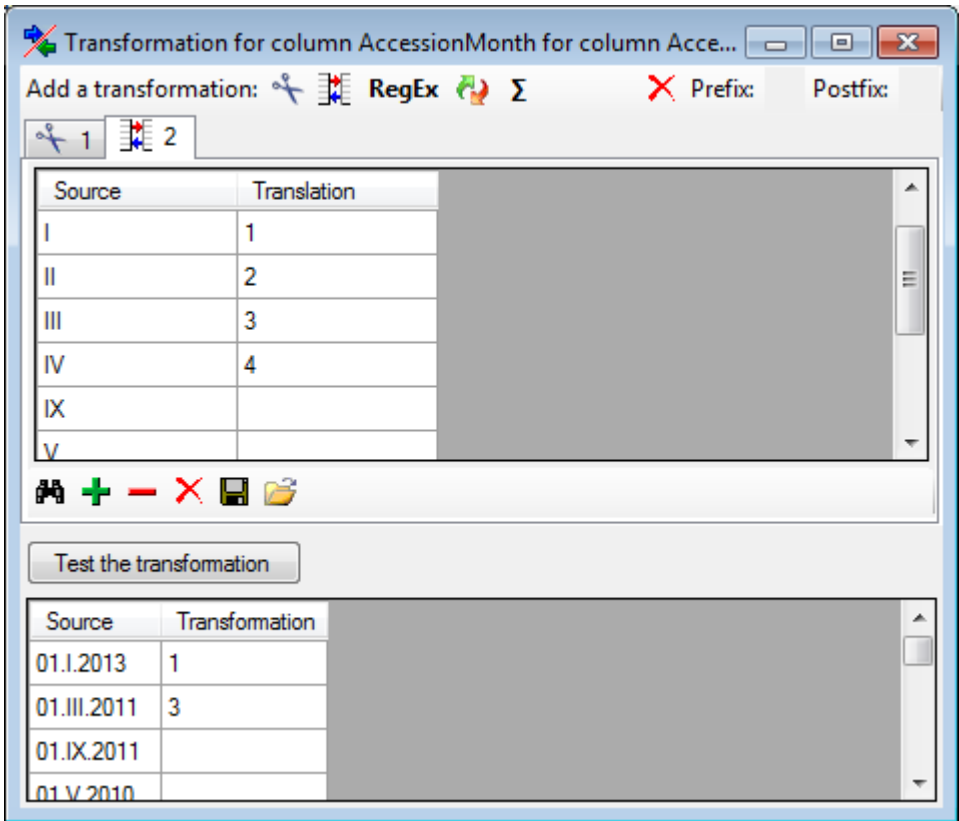 Transformation for column AccessionMonth for column Acce...
Add a transformation: RegEx Σ Prefix: Postfix:
1 2
Source Translation
I 1
II 2
III 3
IV 4
IX
V
Test the transformation
Source Transformation
01.I.2013 1
01.III.2011 3
01.IX.2011
01.V.2010